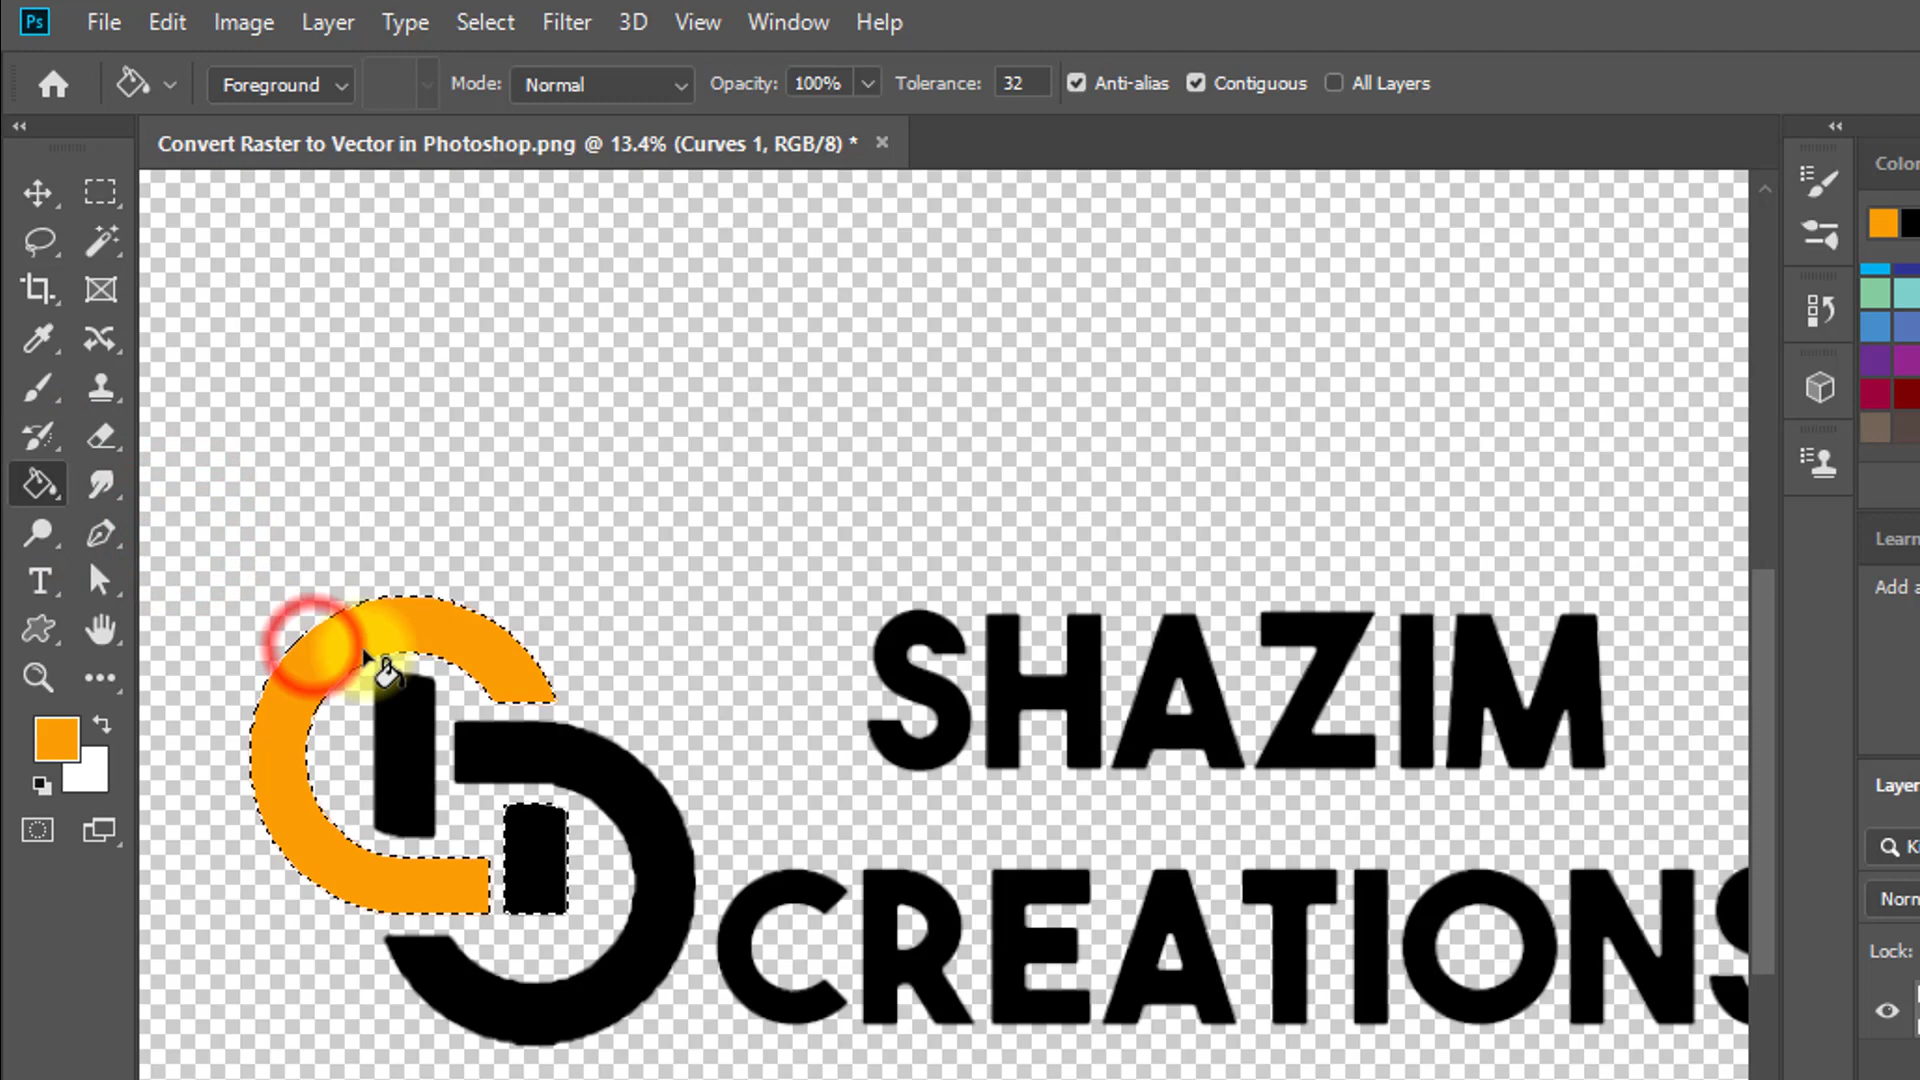 Ps File Edit Image Layer Type Select Filter 3D View Window Help
Foreground Mode: Normal Opacity: 100% Tolerance: 32 Anti-alias Contiguous All Layers
Convert Raster to Vector in Photoshop.png @ 13.4% (Curves 1, RGB/8) *
Color
Learn
Add a
SHAZIM
CREATIONS
Layer
K
Norn
Lock: